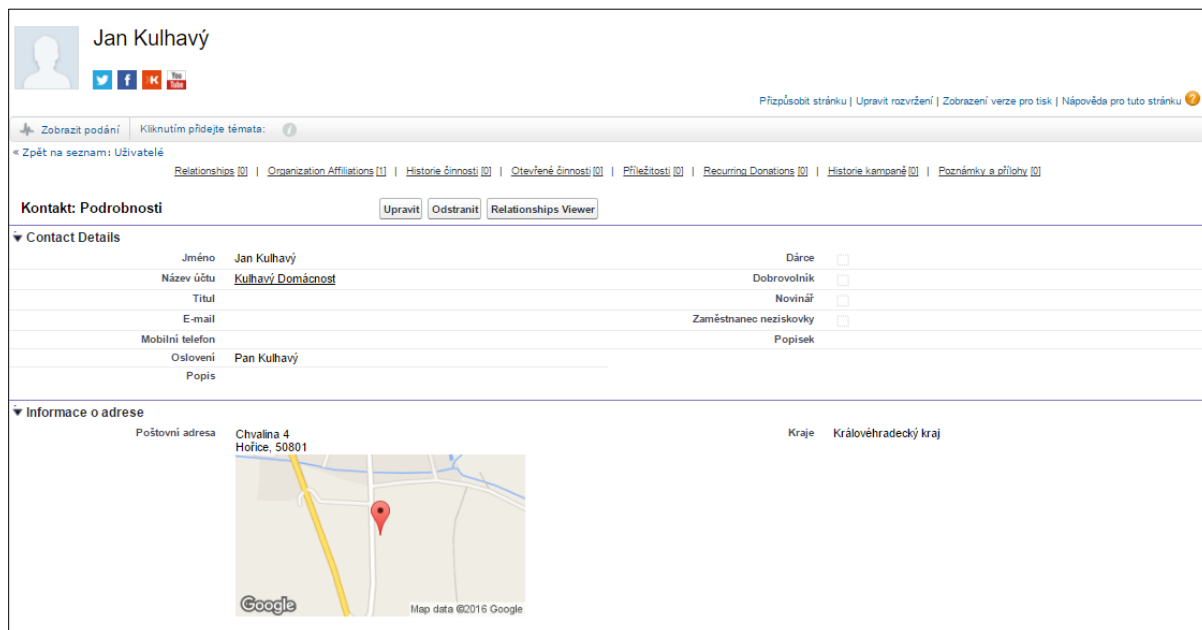 Jan Kulhavý
You Tube
Přizpůsobit stránku | Upravit rozvržení | Zobrazení verze pro tisk | Nápověda pro tuto stránku ?
Zobrazit podání Kliknutím přidejte témata: i
« Zpět na seznam: Uživatelé
Relationships [0] | Organization Affiliations [1] | Historie činnosti [0] | Otevřené činnosti [0] | Příležitosti [0] | Recurring Donations [0] | Historie kampaně [0] | Poznámky a přílohy [0]
Kontakt: Podrobnosti Upravit Odstranit Relationships Viewer
Contact Details
Jméno Jan Kulhavý Dárce
Název účtu Kulhavý Domácnost Dobrovolník
Titul Novinář
E-mail Zaměstnanec neziskovky
Mobilní telefon Popisek
Oslovení Pan Kulhavý
Popis
Informace o adrese
Poštovní adresa Chvalina 4 Kraje Královéhradecký kraj
Hořice, 50801
Google Map data ©2016 Google